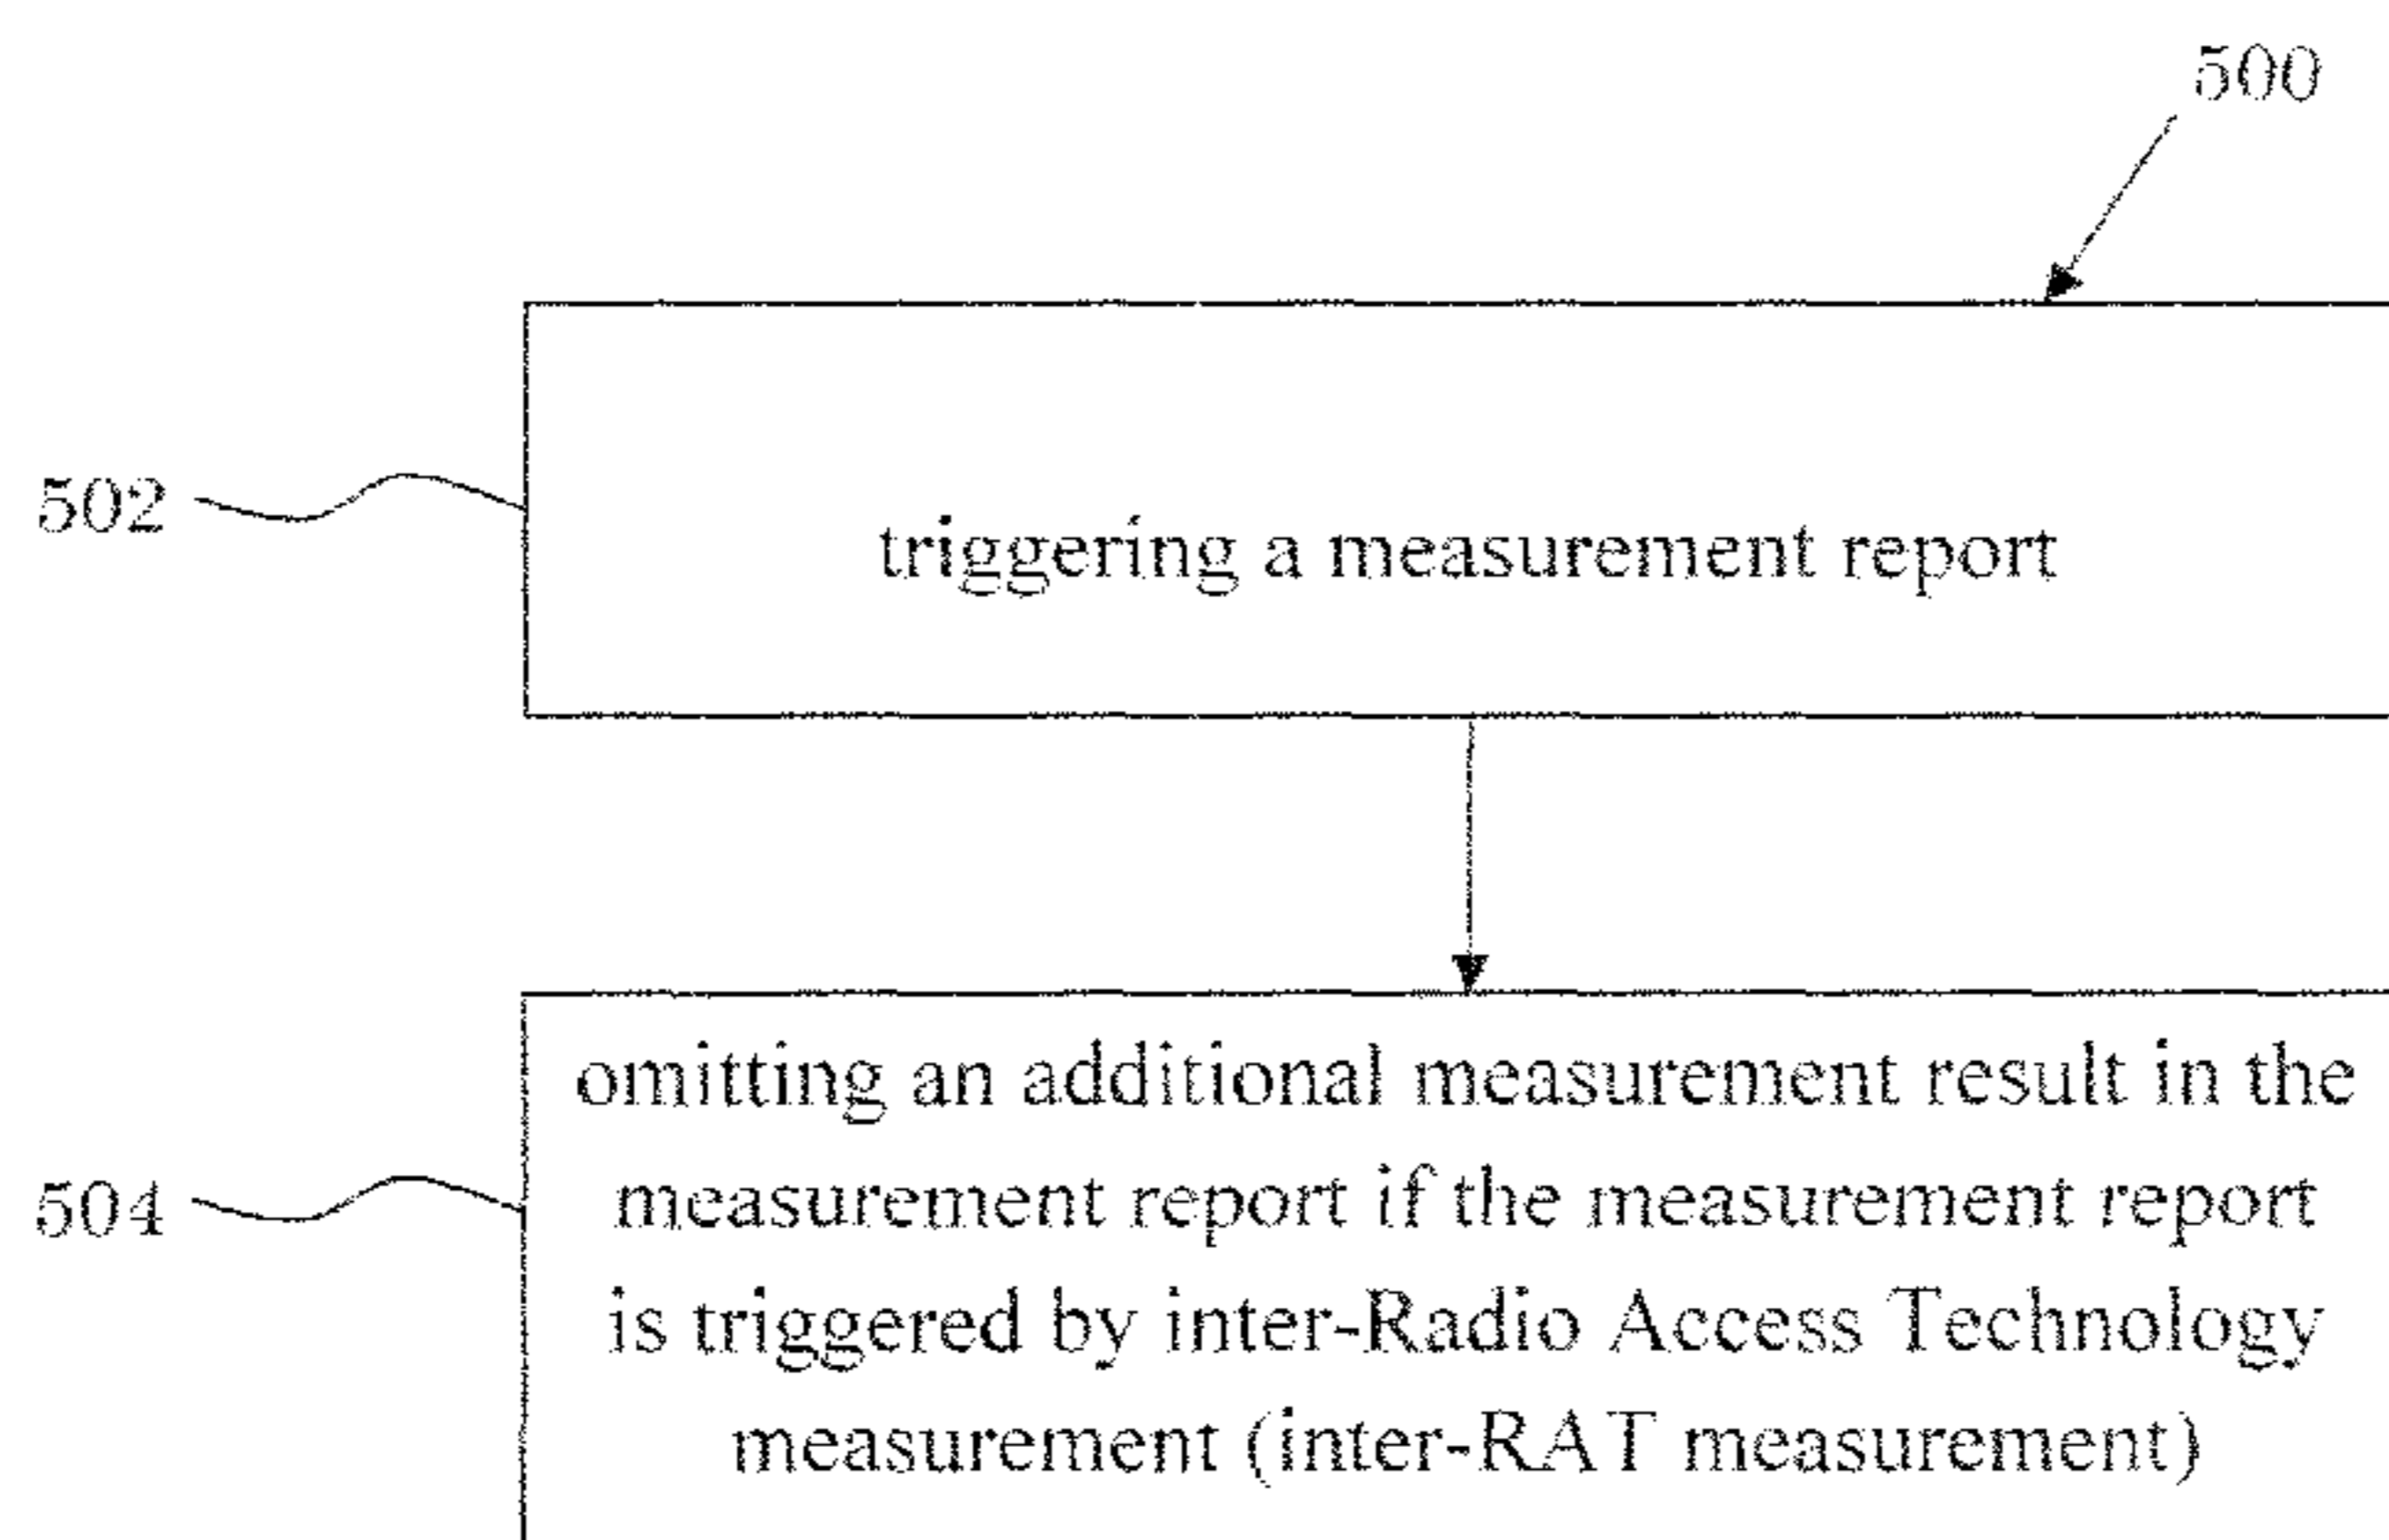 500
502
triggering a measurement report
omitting an additional measurement result in the
504
measurement report if the measurement report
is triggered by inter-Radio Access Technology
measurement (inter-RAT measurement)